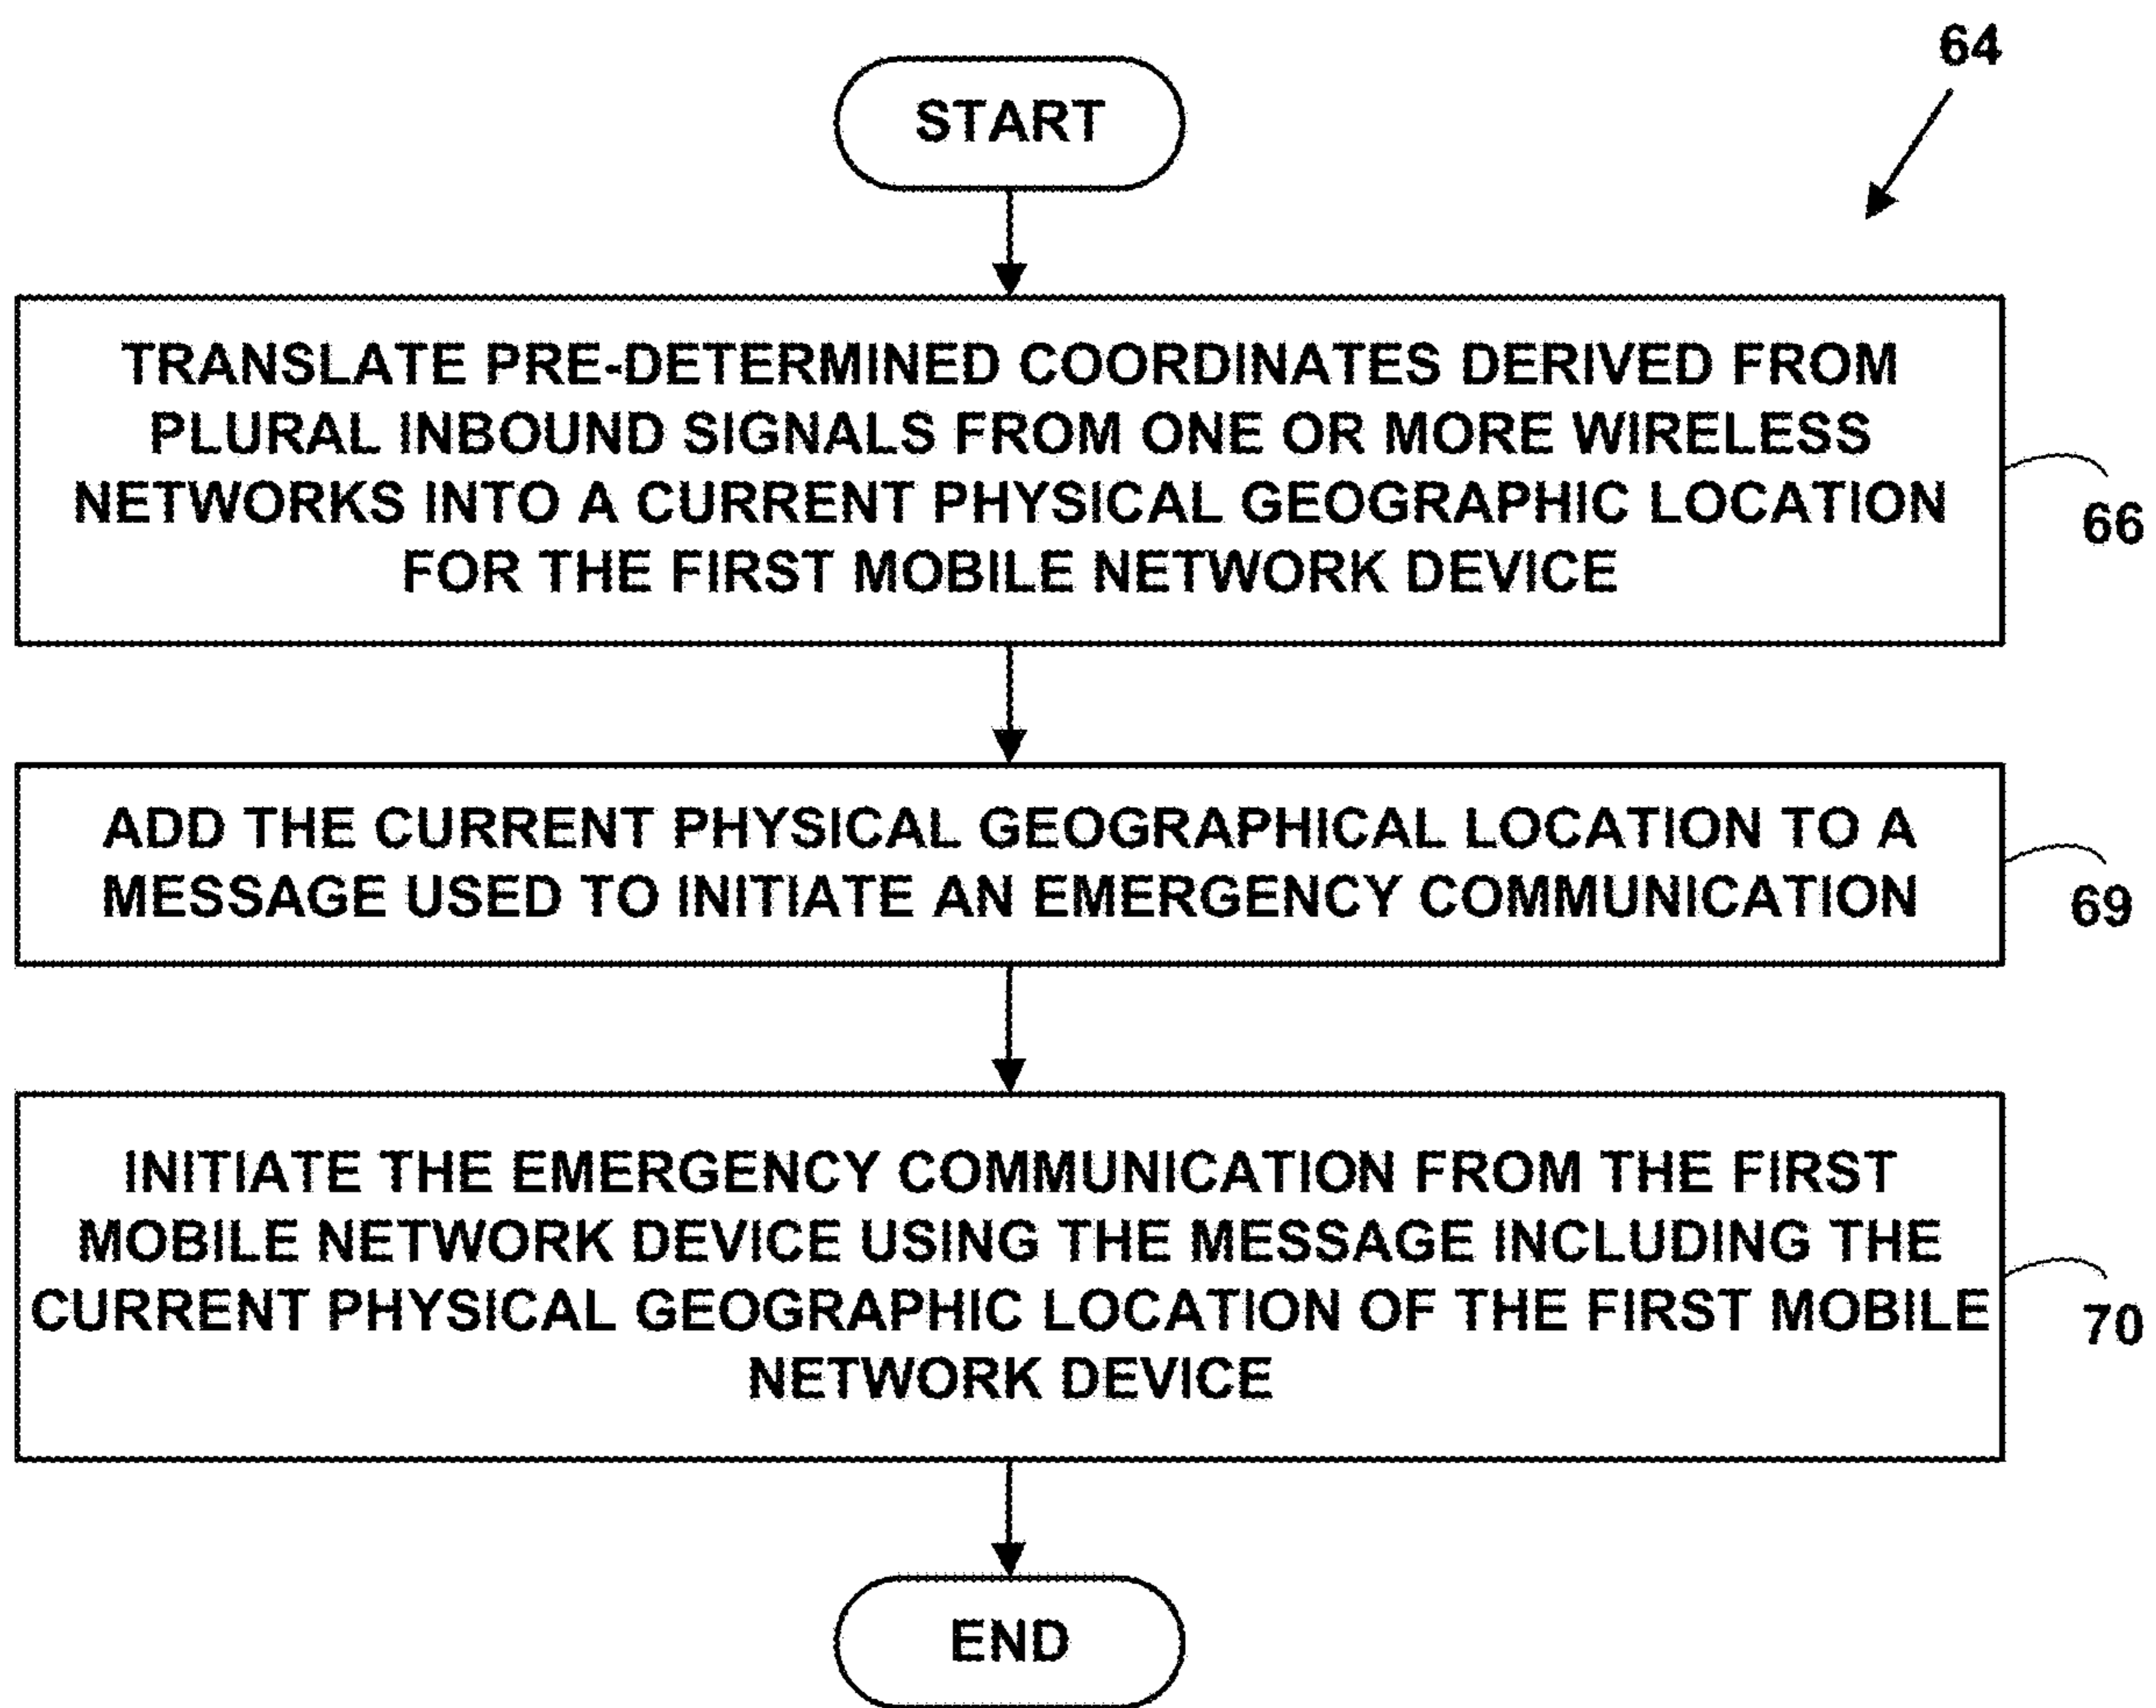 64
START
TRANSLATE PRE-DETERMINED COORDINATES DERIVED FROM
PLURAL INBOUND SIGNALS FROM ONE OR MORE WIRELESS
NETWORKS INTO A CURRENT PHYSICAL GEOGRAPHIC LOCATION
FOR THE FIRST MOBILE NETWORK DEVICE
66
ADD THE CURRENT PHYSICAL GEOGRAPHICAL LOCATION TO A
MESSAGE USED TO INITIATE AN EMERGENCY COMMUNICATION
69
INITIATE THE EMERGENCY COMMUNICATION FROM THE FIRST
MOBILE NETWORK DEVICE USING THE MESSAGE INCLUDING THE
CURRENT PHYSICAL GEOGRAPHIC LOCATION OF THE FIRST MOBILE
NETWORK DEVICE
70
END